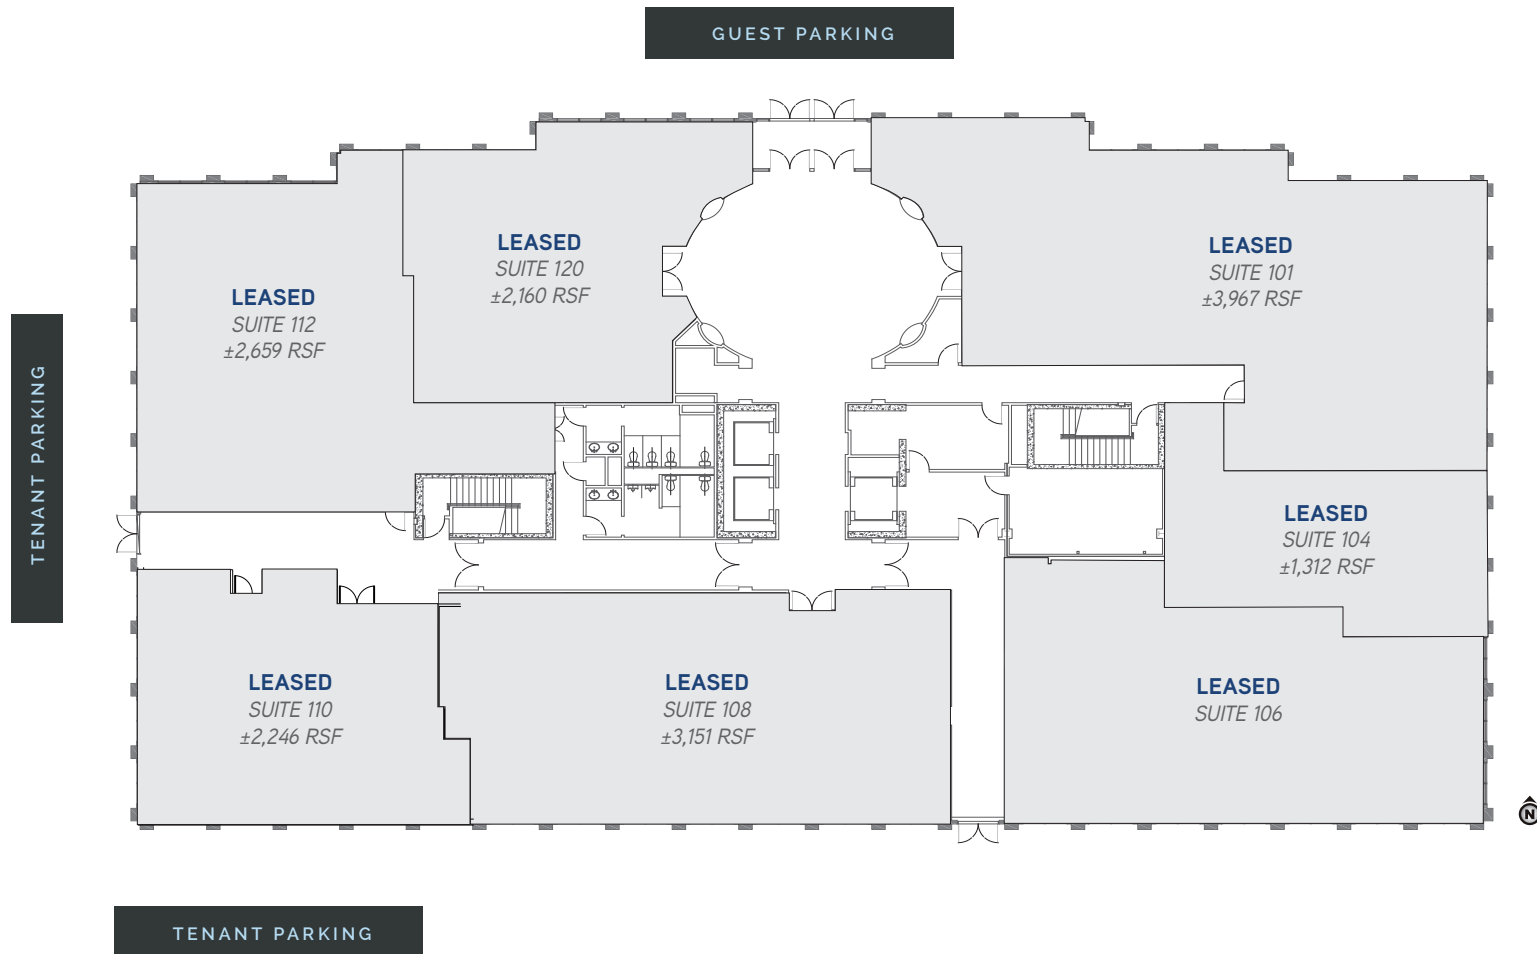 GUEST PARKING
LEASED
SUITE 120
±2,160 RSF
LEASED
SUITE 101
±3,967 RSF
LEASED
SUITE 112
±2,659 RSF
TENANT PARKING
LEASED
SUITE 104
±1,312 RSF
LEASED
SUITE 110
±2,246 RSF
LEASED
SUITE 108
±3,151 RSF
LEASED
SUITE 106
N
TENANT PARKING